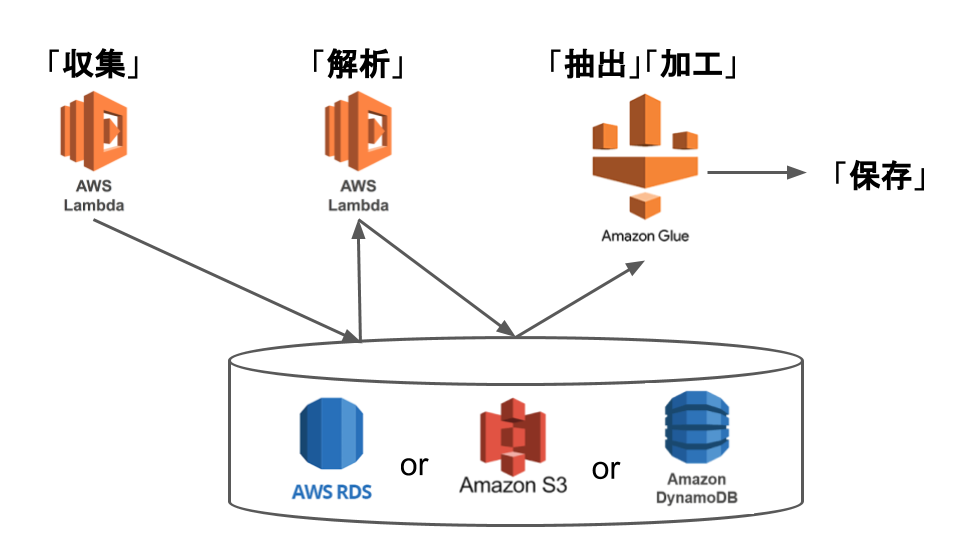 「収集」
「解析」
「抽出」「加工」
AWS
Lambda
AWS
Lambda
「保存」
Amazon Glue
AWS RDS
or
Amazon S3
or
Amazon
DynamoDB